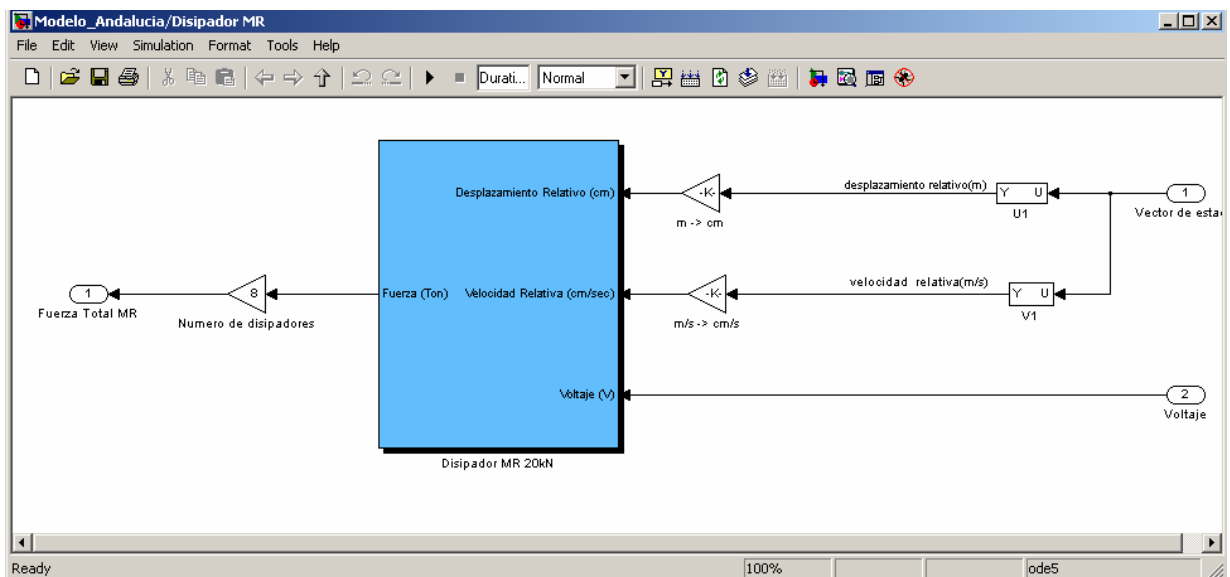 Modelo_Andalucia/Disipador MR
File Edit View Simulation Format Tools Help
Durati... Normal
Desplazamiento Relativo (cm)
-K-
m -> cm
desplazamiento relativo(m)
Y U
U1
1
Vector de estac
1
Fuerza Total MR
8
Numero de disipadores
Fuerza (Ton)
Velocidad Relativa (cm/sec)
-K-
m/s -> cm/s
velocidad relativa(m/s)
Y U
V1
Voltaje (V)
2
Voltaje
Disipador MR 20kN
Ready 100% ode5